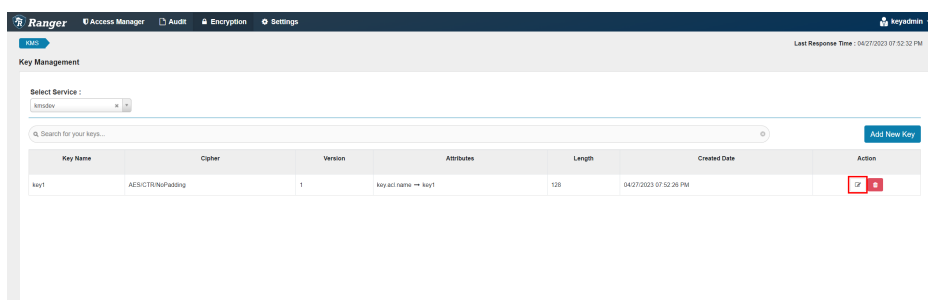 Ranger Access Manager Audit Encryption Settings keyadmin
KMS Last Response Time : 04/27/2023 07:52:32 PM
Key Management
Select Service :
kmsdev
Search for your keys... Add New Key
Key Name Cipher Version Attributes Length Created Date Action
key1 AES/CTR/NoPadding 1 key.acl.name → key1 128 04/27/2023 07:52:26 PM